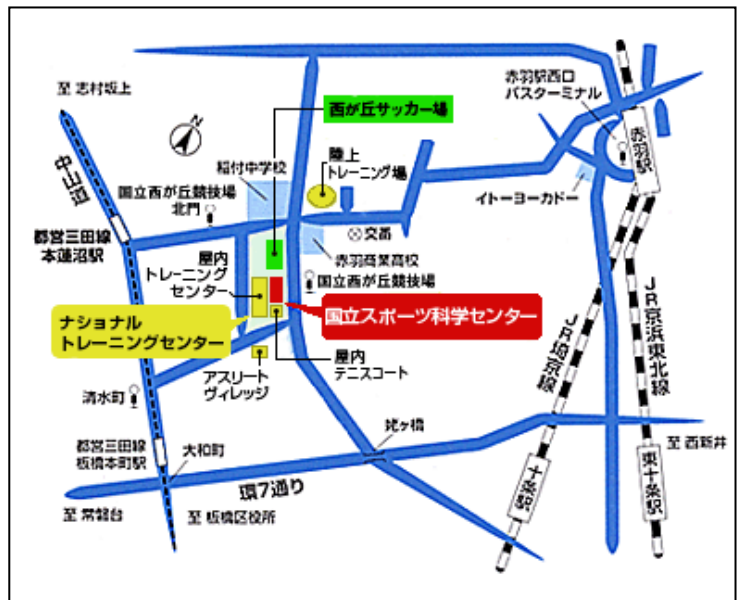 至 志村坂上
中山道
N
西が丘サッカー場
赤羽駅西口
バスターミナル
赤羽駅
稲付中学校
陸上
トレーニング場
イトーヨーカドー
国立西が丘競技場
北門
交番
都営三田線
本蓮沼駅
屋内
トレーニング
センター
赤羽商業高校
国立西が丘競技場
国立スポーツ科学センター
ナショナル
トレーニングセンター
JR埼京線
JR京浜東北線
屋内
テニスコート
アスリート
ヴィレッジ
清水町
姥ヶ橋
至 西新井
都営三田線
板橋本町駅
大和町
環7通り
十条駅
東十条駅
至 常盤台
至 板橋区役所